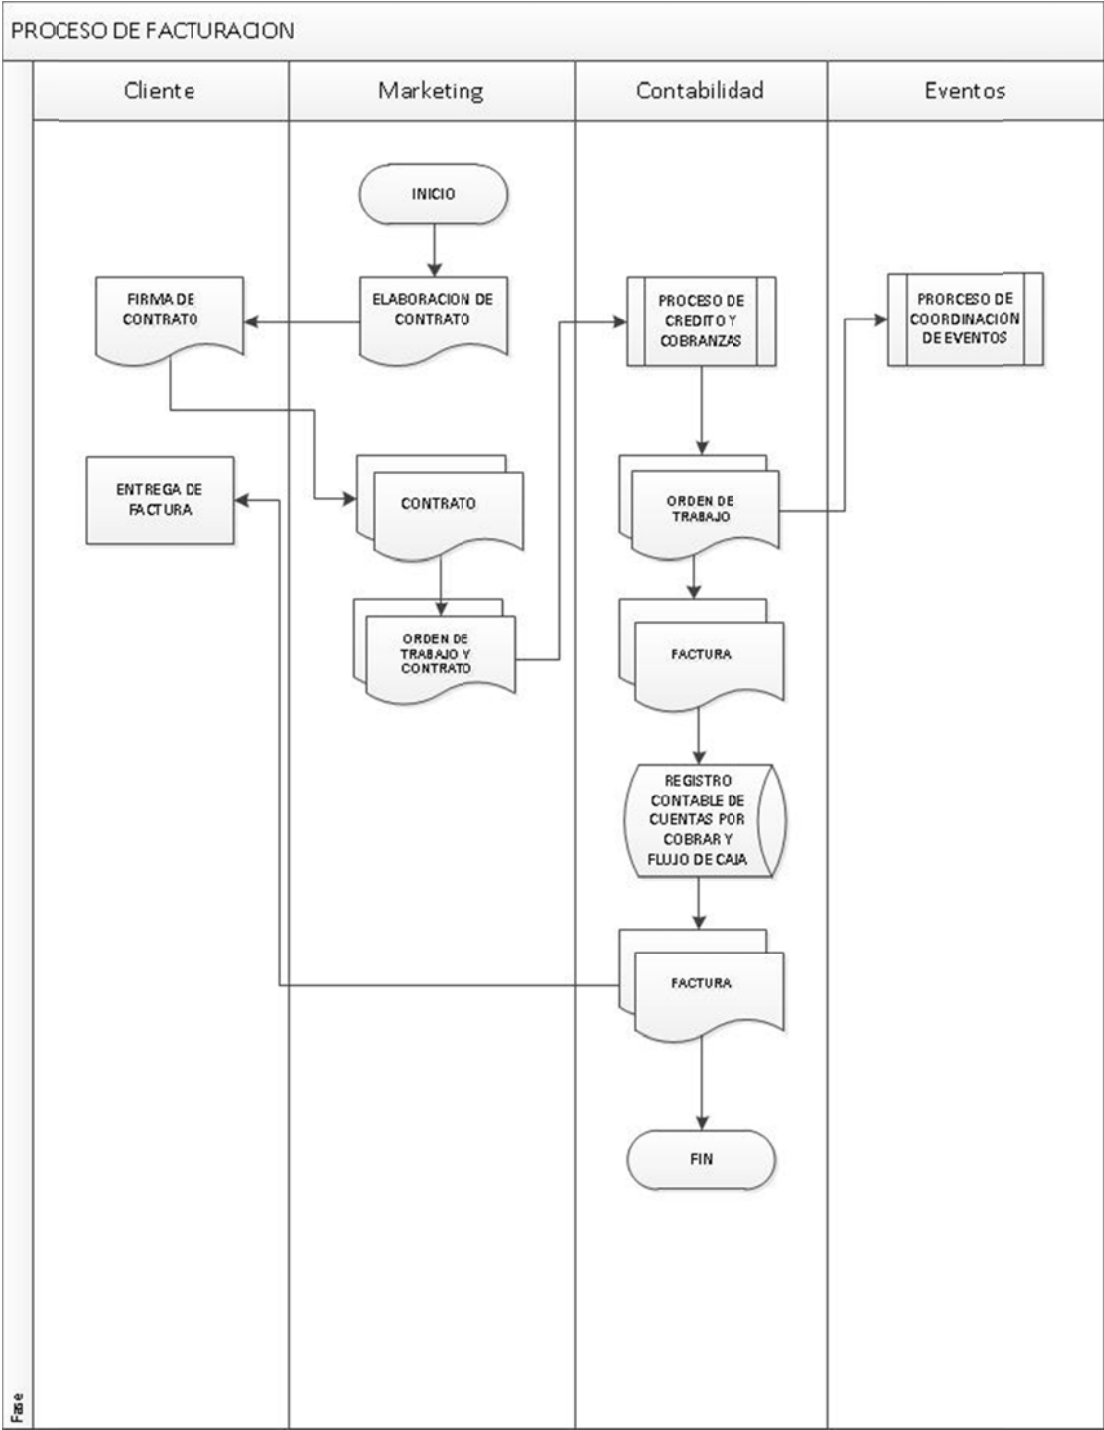 PROCESO DE FACTURACION
Cliente
Marketing
Contabilidad
Eventos
INICIO
FIRMA DE
CONTRATO
ELABORACION DE
CONTRATO
PROCESO DE
CREDITO Y
COBRANZAS
PRORCESO DE
COORDINACION
DE EVENTOS
ENTREGA DE
FACTURA
CONTRATO
ORDEN DE
TRABAJO
ORDEN DE
TRABAJO Y
CONTRATO
FACTURA
REGISTRO
CONTABLE DE
CUENTAS POR
COBRAR Y
FLUJO DE CAJA
FACTURA
FIN
Fase